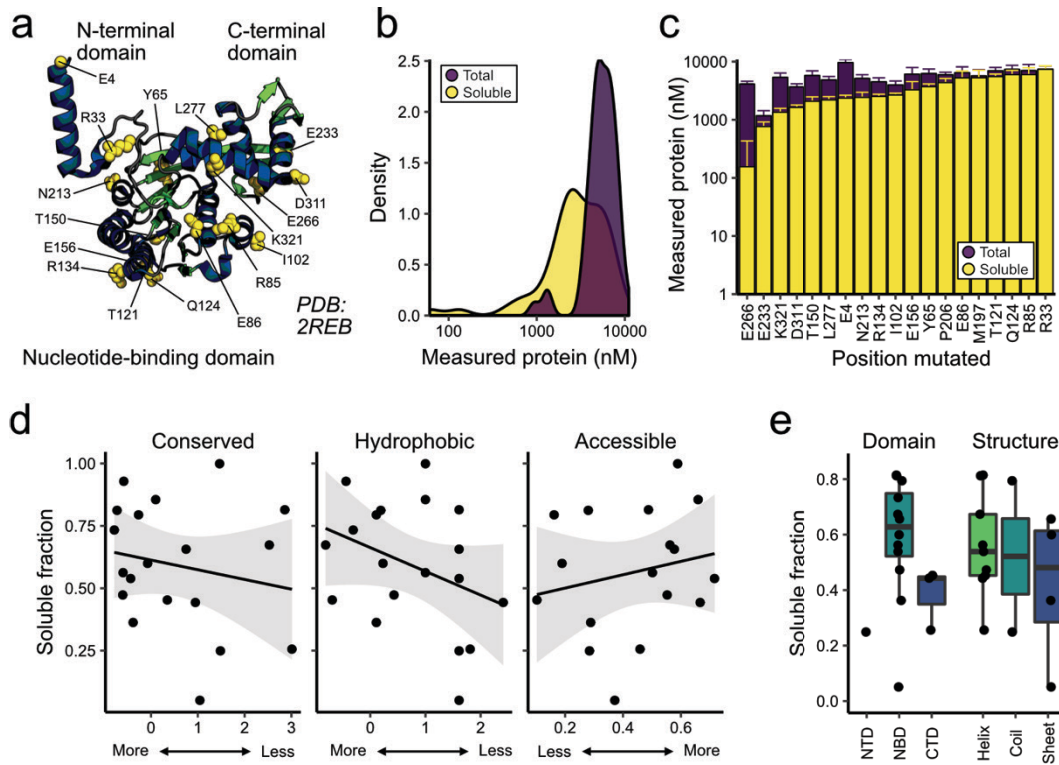 a
N-terminal domain
C-terminal domain
E4
Y65
L277
R33
E233
N213
D311
T150
E266
E156
K321
R134
I102
R85
T121
Q124
E86
PDB: 2REB
Nucleotide-binding domain
b
Total
Soluble
2.5
2.0
1.5
1.0
0.5
0.0
Density
100 1000 10000
Measured protein (nM)
c
10000
1000
100
10
1
Measured protein (nM)
Total
Soluble
E266 E233 K321 D311 T150 L277 E4 N213 R134 I102 E156 Y65 P206 E86 M197 T121 Q124 R85 R33
Position mutated
d
Conserved Hydrophobic Accessible
1.00
0.75
0.50
0.25
Soluble fraction
0 1 2 3
0 1 2
0.2 0.4 0.6
More Less
More Less
Less More
e
Domain Structure
0.8
0.6
0.4
0.2
0.0
Soluble fraction
NTD NBD CTD Helix Coil Sheet